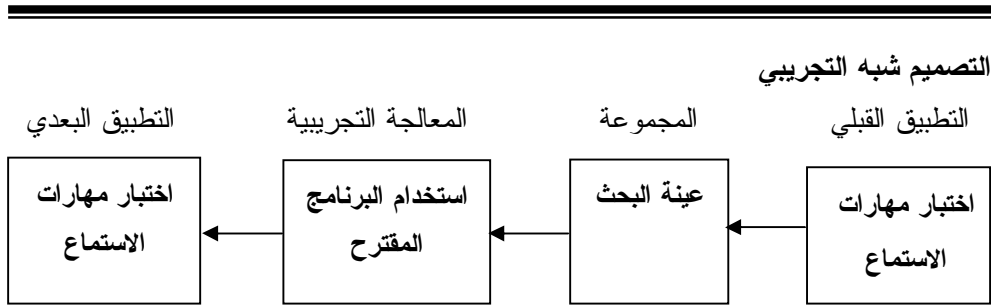 التصميم شبه التجريبي
التطبيق القبلي
المجموعة
المعالجة التجريبية
التطبيق البعدي
اختبار مهارات
الاستماع
عينة البحث
استخدام البرنامج
المقترح
اختبار مهارات
الاستماع